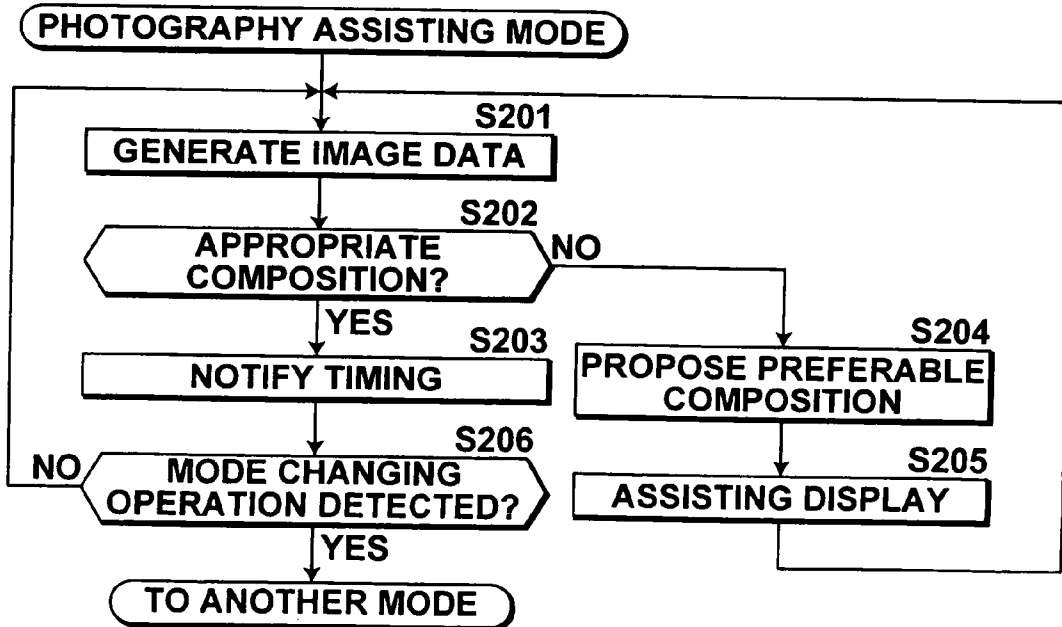 PHOTOGRAPHY ASSISTING MODE
S201
GENERATE IMAGE DATA
S202
APPROPRIATE
COMPOSITION?
NO
YES
S203
NOTIFY TIMING
S204
PROPOSE PREFERABLE
COMPOSITION
S205
ASSISTING DISPLAY
S206
MODE CHANGING
OPERATION DETECTED?
NO
YES
TO ANOTHER MODE